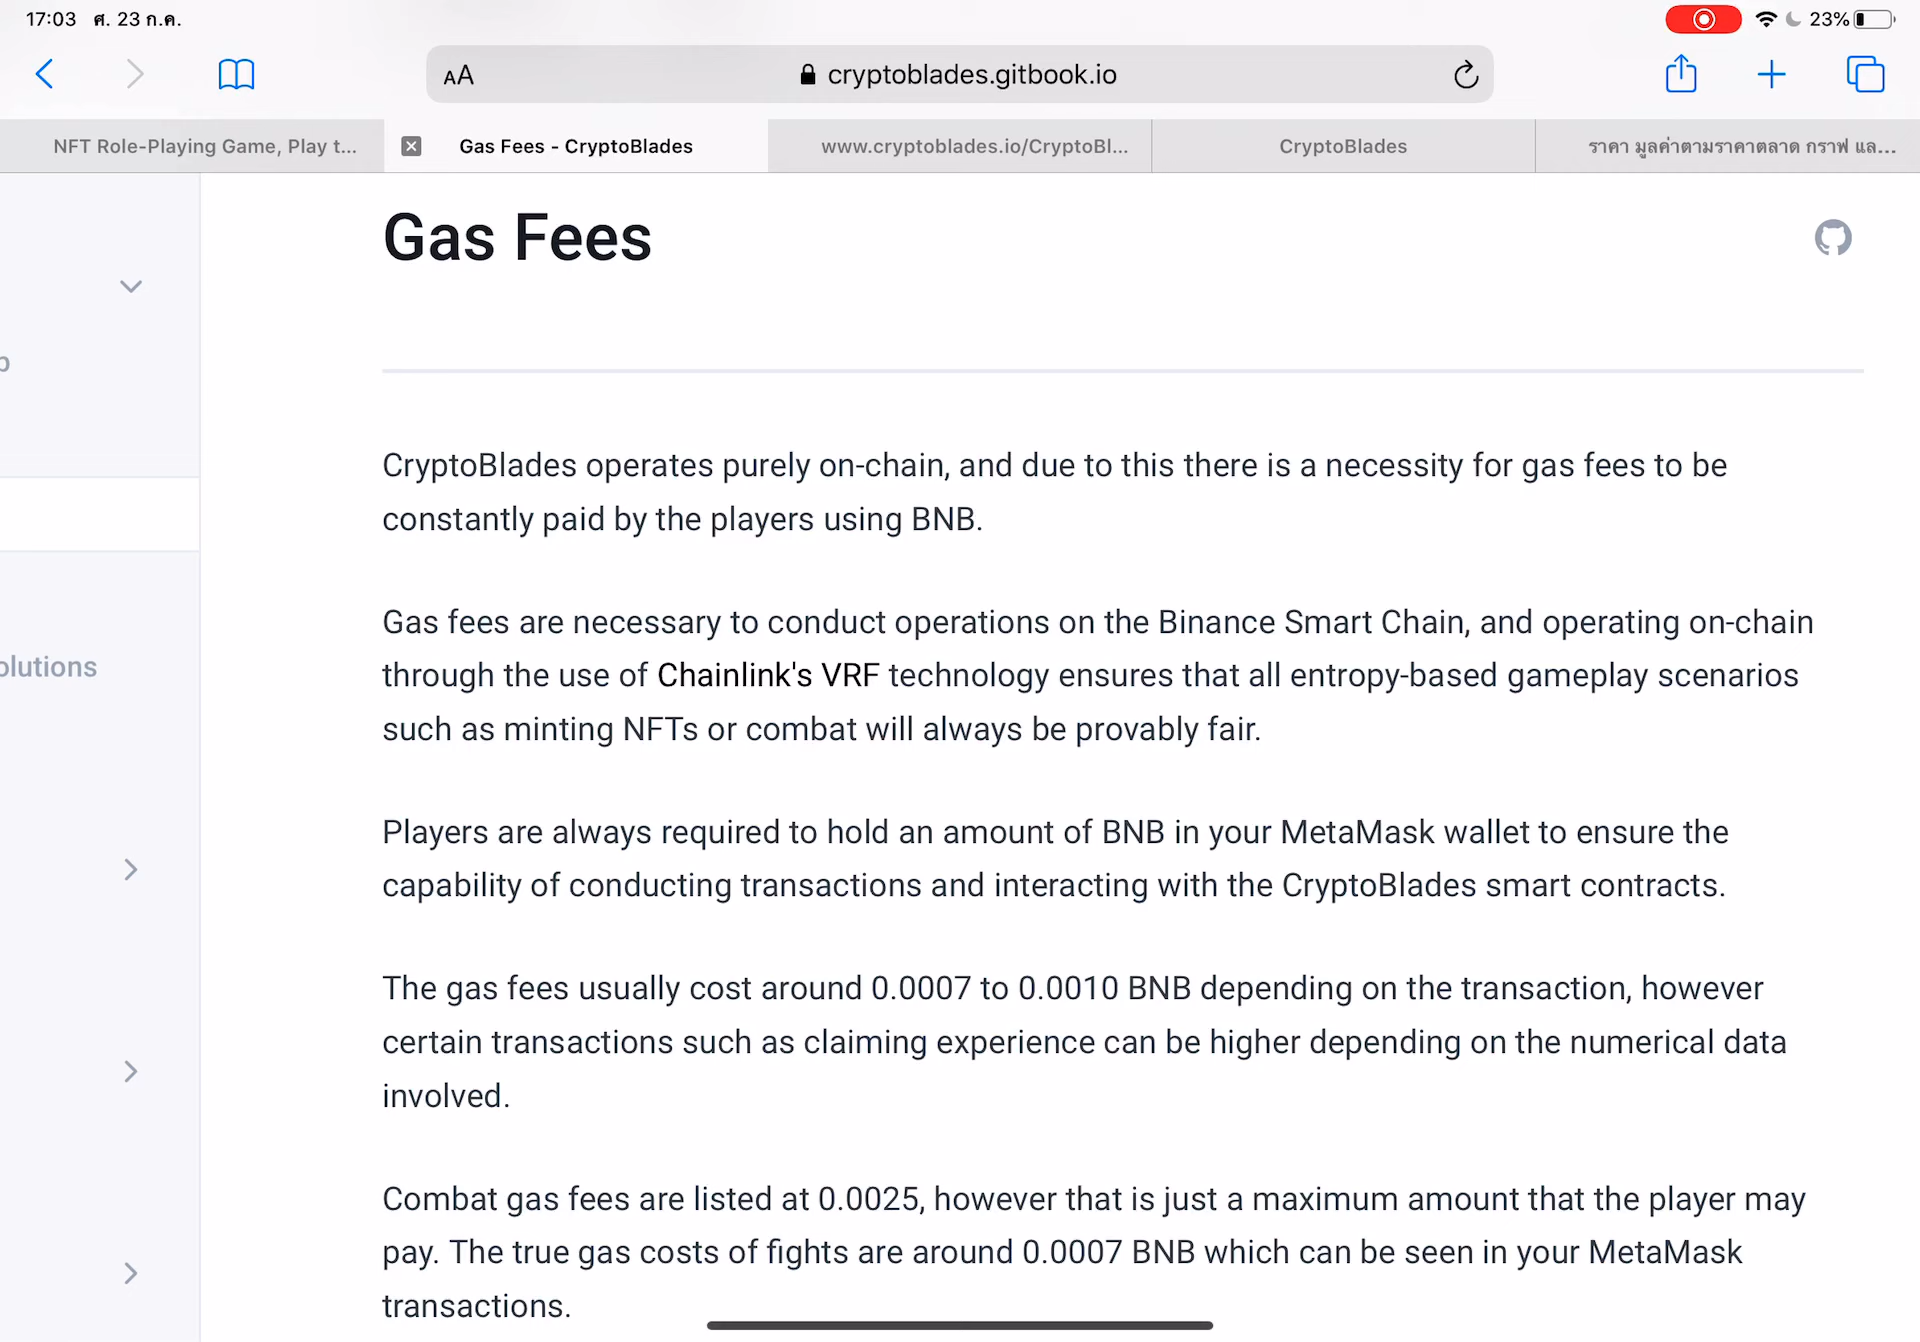 17:03 ศ. 23 ก.ค.
23%
AA
cryptoblades.gitbook.io
NFT Role-Playing Game, Play t...
Gas Fees - CryptoBlades
www.cryptoblades.io/CryptoBl...
CryptoBlades
ราคา มูลค่าตามราคาตลาด กราฟ แล...
Gas Fees
p
olutions
CryptoBlades operates purely on-chain, and due to this there is a necessity for gas fees to be
constantly paid by the players using BNB.
Gas fees are necessary to conduct operations on the Binance Smart Chain, and operating on-chain
through the use of Chainlink's VRF technology ensures that all entropy-based gameplay scenarios
such as minting NFTs or combat will always be provably fair.
Players are always required to hold an amount of BNB in your MetaMask wallet to ensure the
capability of conducting transactions and interacting with the CryptoBlades smart contracts.
The gas fees usually cost around 0.0007 to 0.0010 BNB depending on the transaction, however
certain transactions such as claiming experience can be higher depending on the numerical data
involved.
Combat gas fees are listed at 0.0025, however that is just a maximum amount that the player may
pay. The true gas costs of fights are around 0.0007 BNB which can be seen in your MetaMask
transactions.